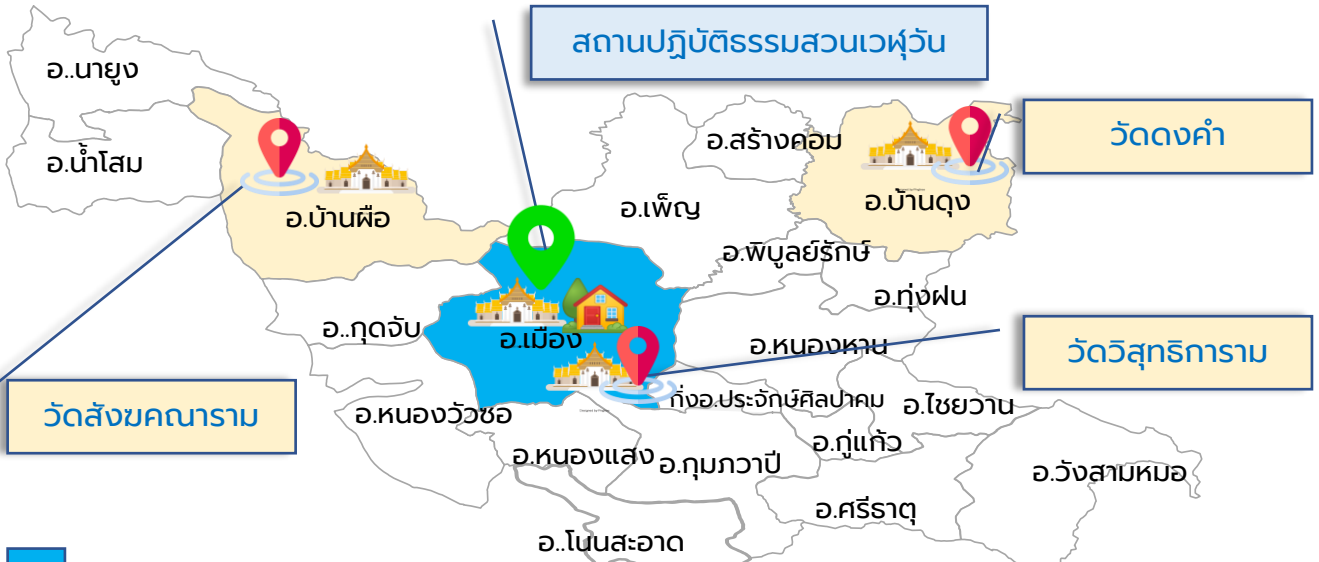 สถานปฏิบัติธรรมสวนเวฬุวัน
อ..นายูง
วัดดงคำ
อ.สร้างคอม
อ.น้ำโสม
อ.บ้านดุง
อ.เพ็ญ
อ.บ้านผือ
อ.พิบูลย์รักษ์
อ.ทุ่งฝน
อ..กุดจับ
อ.เมือง
อ.หนองหาน
วัดวิสุทธิการาม
กิ่งอ.ประจักษ์ศิลปาคม
อ.ไชยวาน
วัดสังฆคณาราม
อ.หนองวัวซอ
อ.กู่แก้ว
อ.หนองแสง
อ.กุมภวาปี
อ.วังสามหมอ
อ.ศรีธาตุ
อ..โนนสะอาด